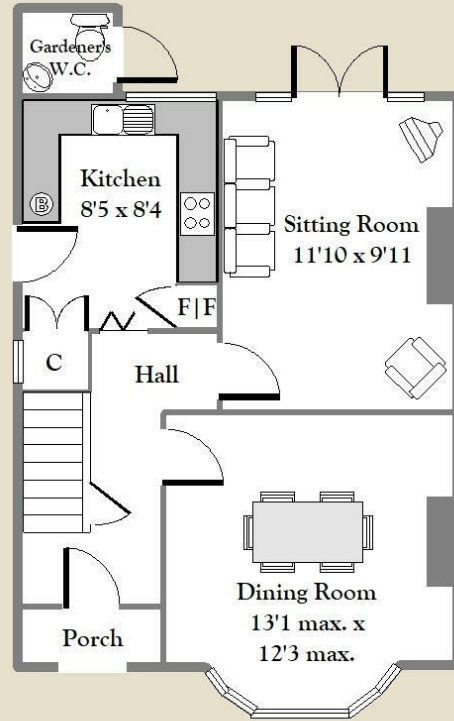 Gardener's
W.C.
Kitchen
8'5 x 8'4
B
Sitting Room
11'10 x 9'11
F|F
C
Hall
Dining Room
13'1 max. x
12'3 max.
Porch